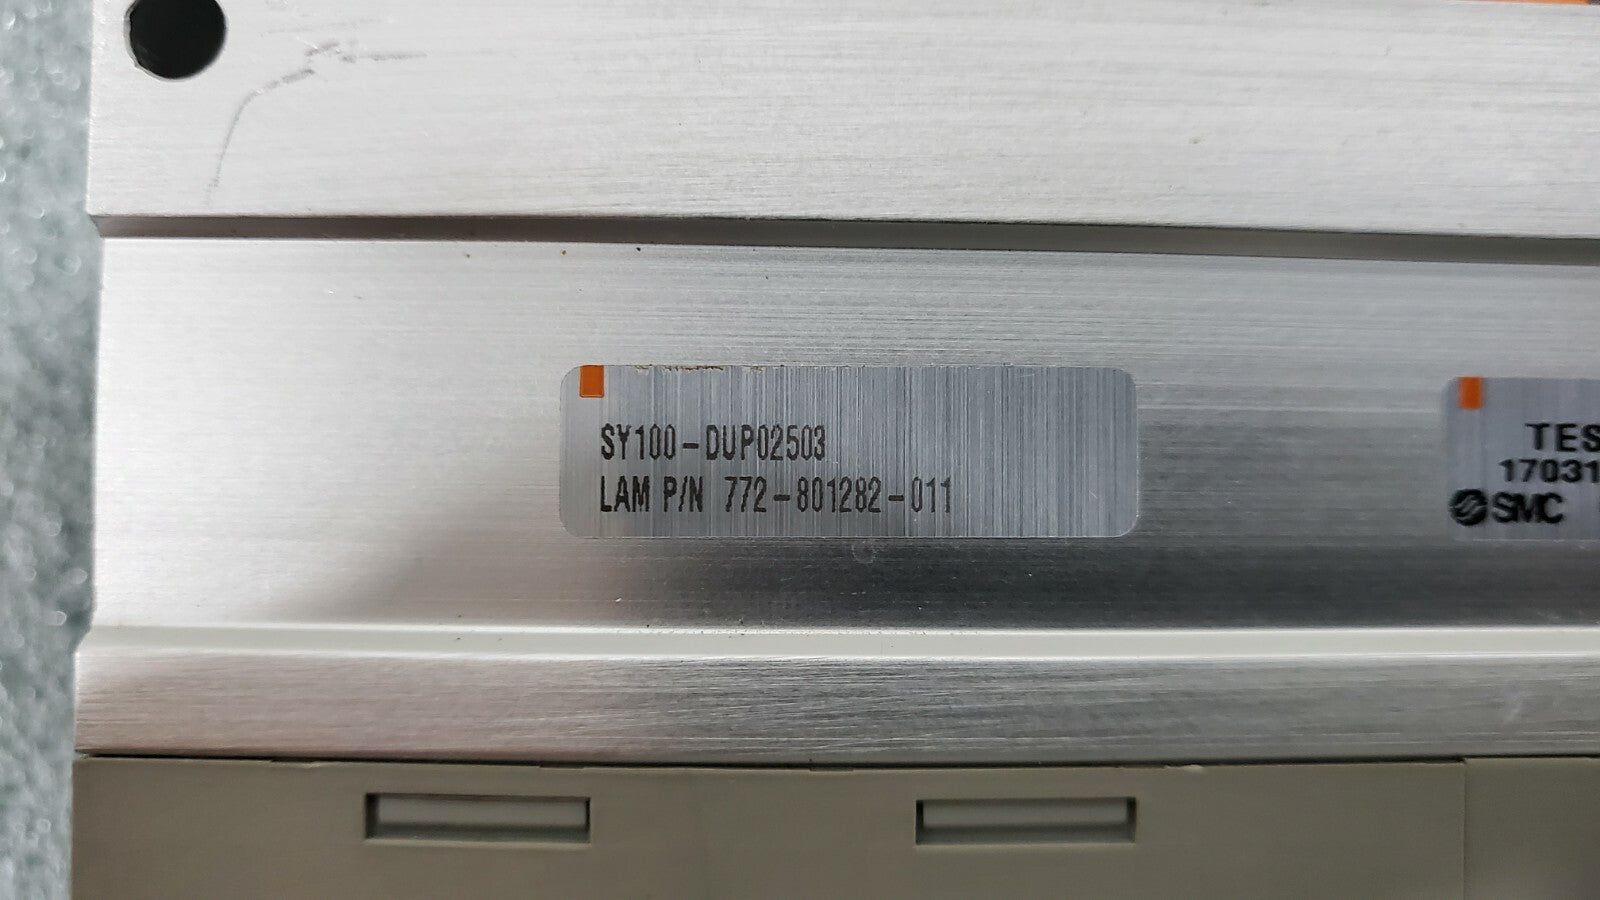 SY100-DUP02503
LAM P/N 772-801282-011
TES
17031
SMC